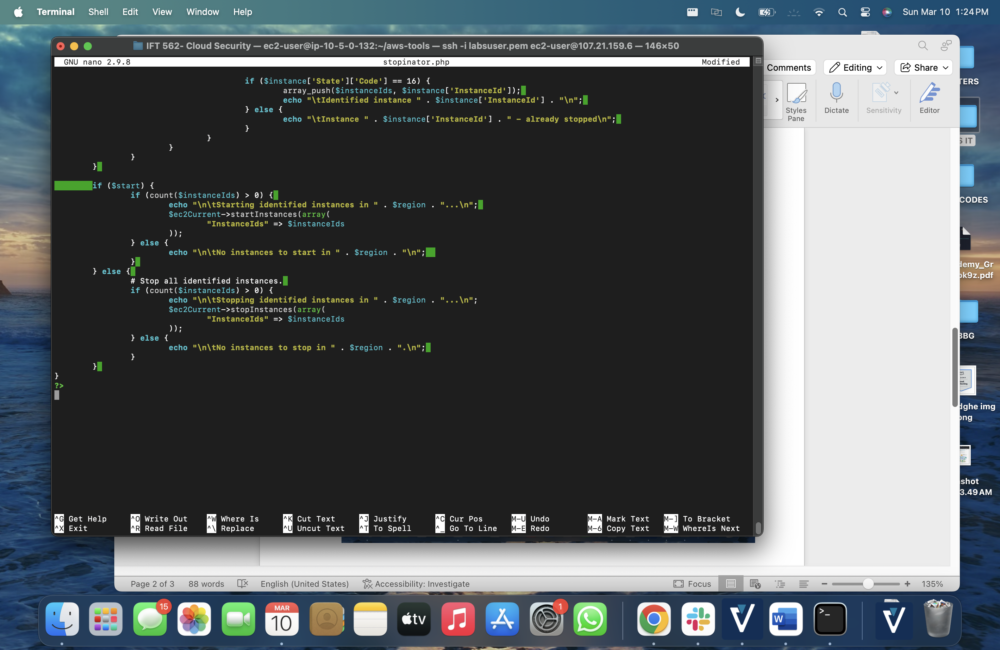 Terminal Shell Edit View Window Help Sun Mar 10 1:24 PM
IFT 562- Cloud Security — ec2-user@ip-10-5-0-132:~/aws-tools — ssh -i labsuser.pem ec2-user@107.21.159.6 — 146×50
GNU nano 2.9.8 stopinator.php Modified
if ($instance['State']['Code'] == 16) {
array_push($instanceIds, $instance['InstanceId']);
echo "\tIdentified instance " . $instance['InstanceId'] . "\n";
} else {
echo "\tInstance " . $instance['InstanceId'] . " - already stopped\n";
}
}
}
}
}
if ($start) {
if (count($instanceIds) > 0) {
echo "\n\tStarting identified instances in " . $region . "...\n";
$ec2Current->startInstances(array(
"InstanceIds" => $instanceIds
));
} else {
echo "\n\tNo instances to start in " . $region . "\n";
}
} else {
# Stop all identified instances.
if (count($instanceIds) > 0) {
echo "\n\tStopping identified instances in " . $region . "...\n";
$ec2Current->stopInstances(array(
"InstanceIds" => $instanceIds
));
} else {
echo "\n\tNo instances to stop in " . $region . ".\n";
}
}
}
?>
^G Get Help ^O Write Out ^W Where Is ^K Cut Text ^J Justify ^C Cur Pos M-U Undo M-A Mark Text M-] To Bracket
^X Exit ^R Read File ^\ Replace ^U Uncut Text ^T To Spell ^_ Go To Line M-E Redo M-6 Copy Text M-W WhereIs Next
Comments Editing Share
Styles Pane
Dictate
Sensitivity
Editor
TERS
S IT
CODES
demy_Gr
ok9z.pdf
BBG
dghe img
png
shot
3.49 AM
Page 2 of 3 88 words English (United States) Accessibility: Investigate Focus 135%
15
MAR
10
tv
1
W
>_